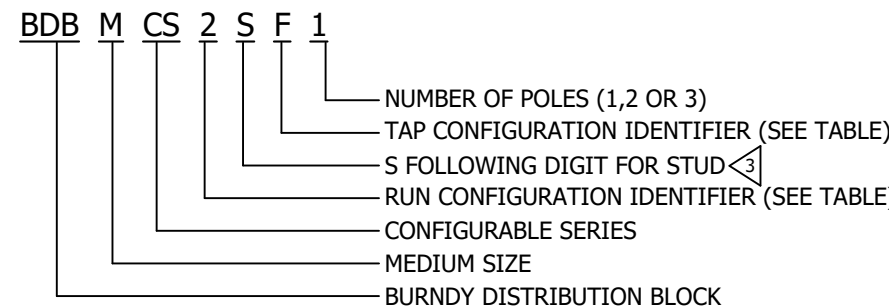 BDB M CS 2 S F 1
NUMBER OF POLES (1,2 OR 3)
TAP CONFIGURATION IDENTIFIER (SEE TABLE)
S FOLLOWING DIGIT FOR STUD 3
RUN CONFIGURATION IDENTIFIER (SEE TABLE)
CONFIGURABLE SERIES
MEDIUM SIZE
BURNDY DISTRIBUTION BLOCK